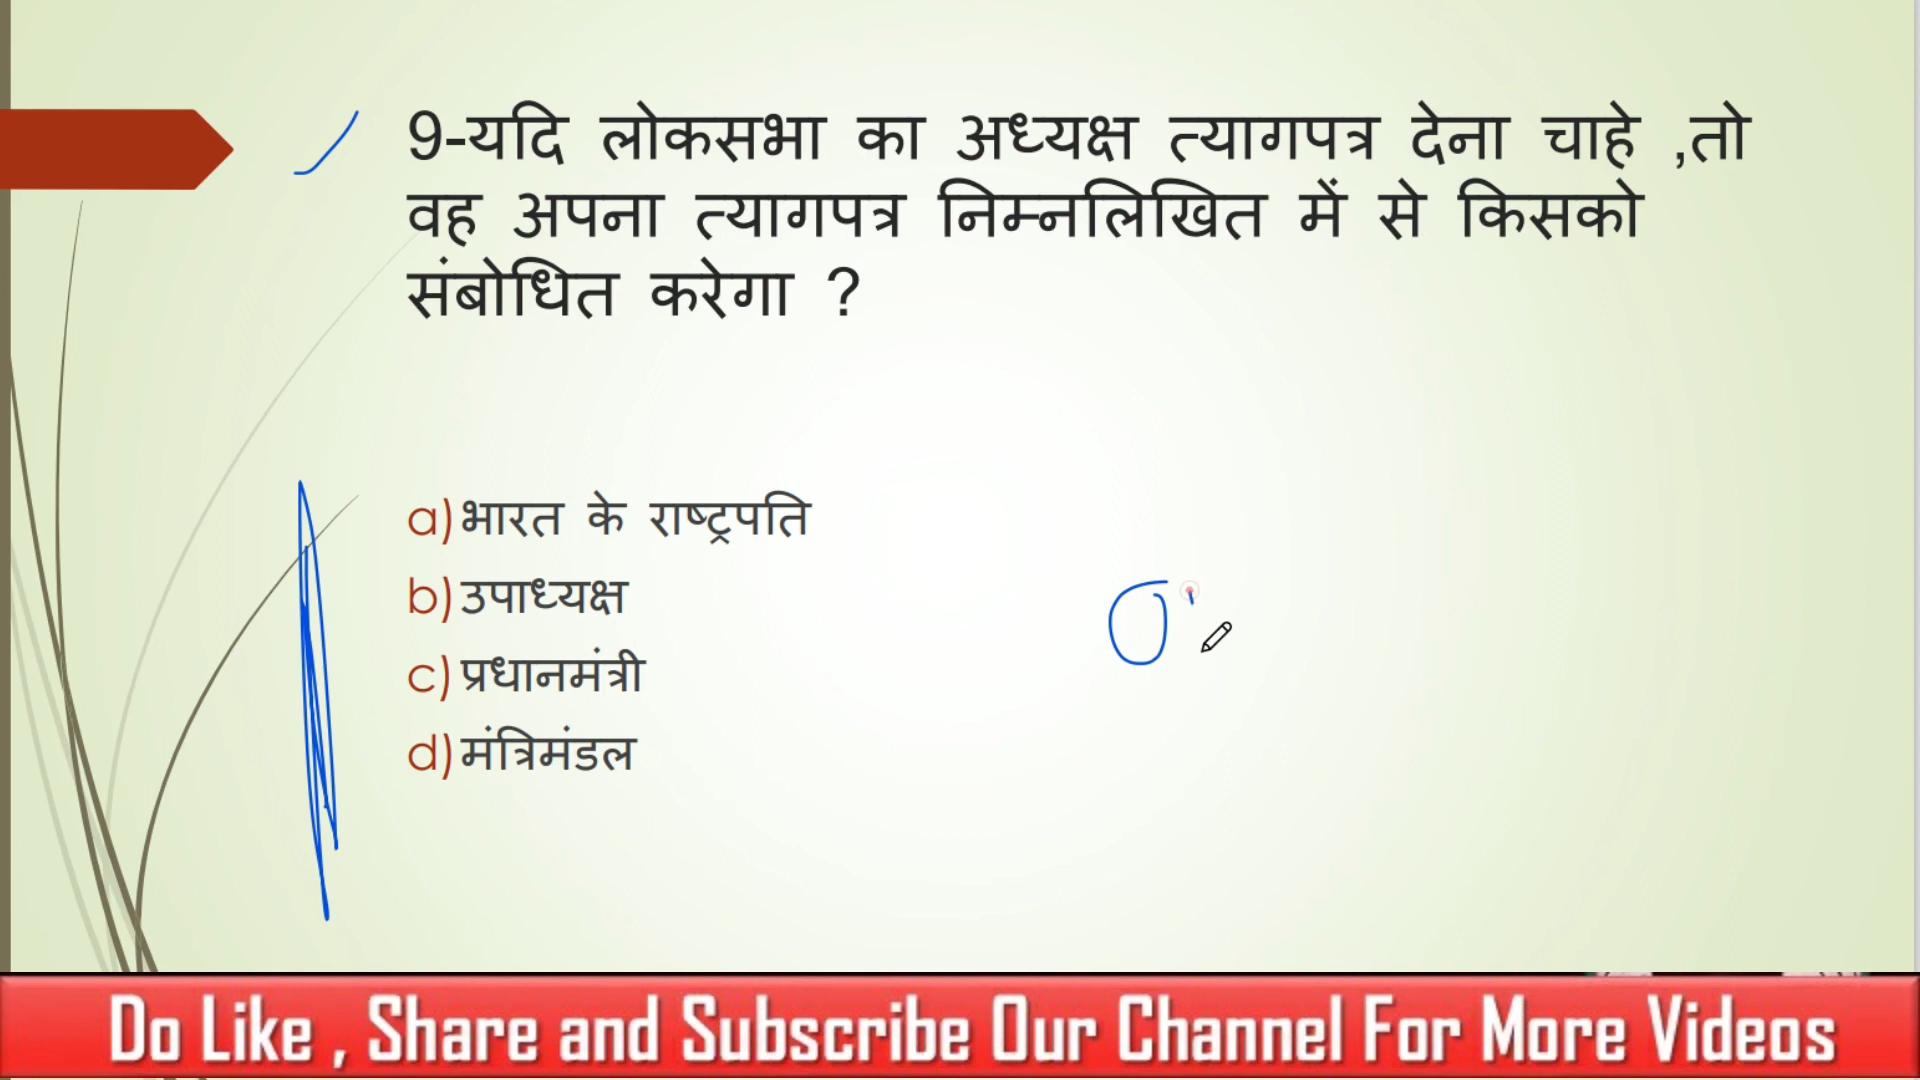 9-यदि लोकसभा का अध्यक्ष त्यागपत्र देना चाहे ,तो
वह अपना त्यागपत्र निम्नलिखित में से किसको
संबोधित करेगा ?
a)भारत के राष्ट्रपति
b)उपाध्यक्ष
c)प्रधानमंत्री
d)मंत्रिमंडल
Do Like , Share and Subscribe Our Channel For More Videos